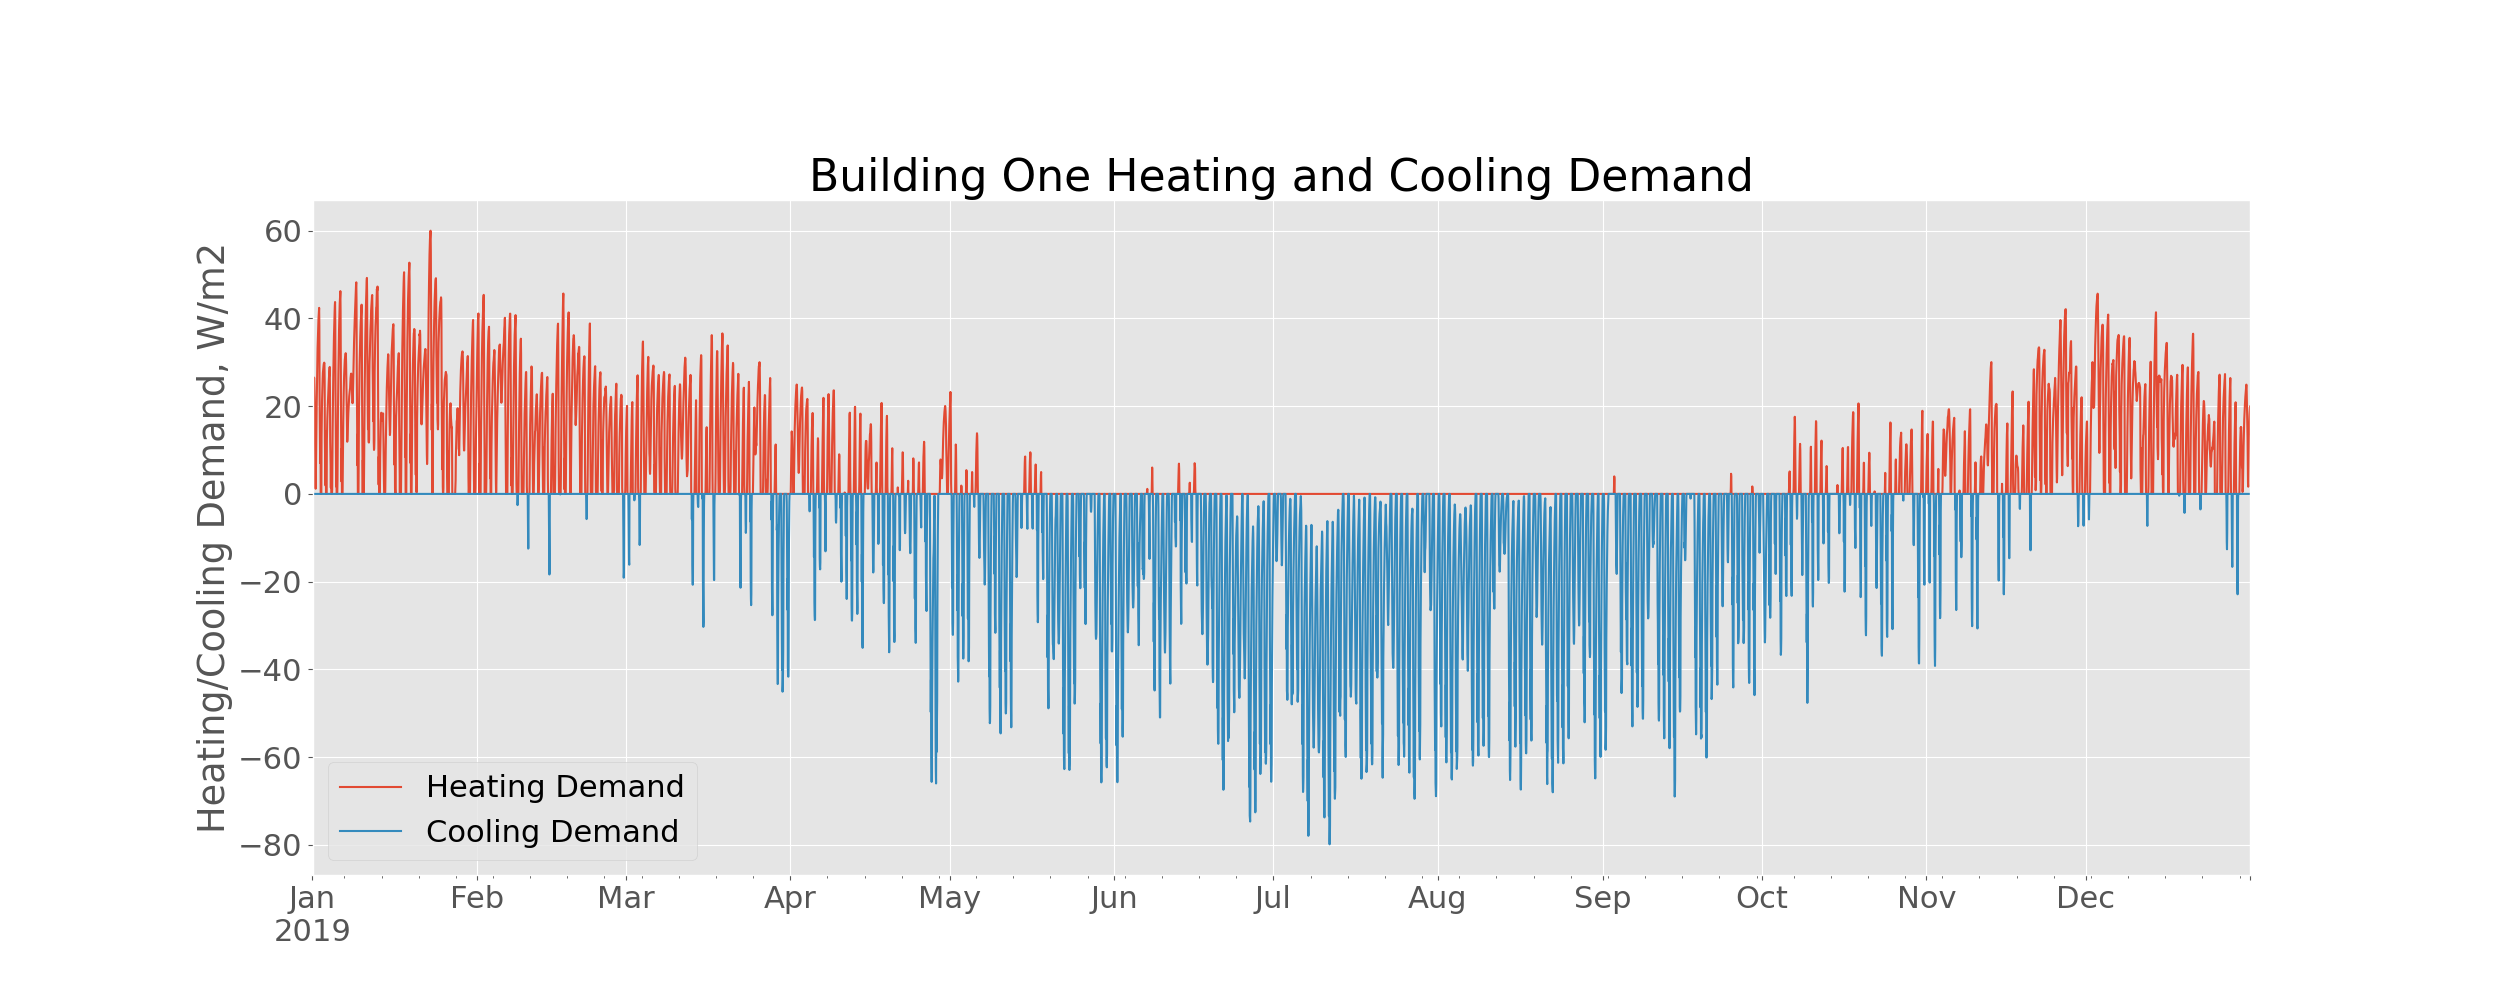 Building One Heating and Cooling Demand
Heating/Cooling Demand, W/m2
60
40
20
0
−20
−40
−60
−80
Heating Demand
Cooling Demand
Jan Feb Mar Apr May Jun Jul Aug Sep Oct Nov Dec
2019